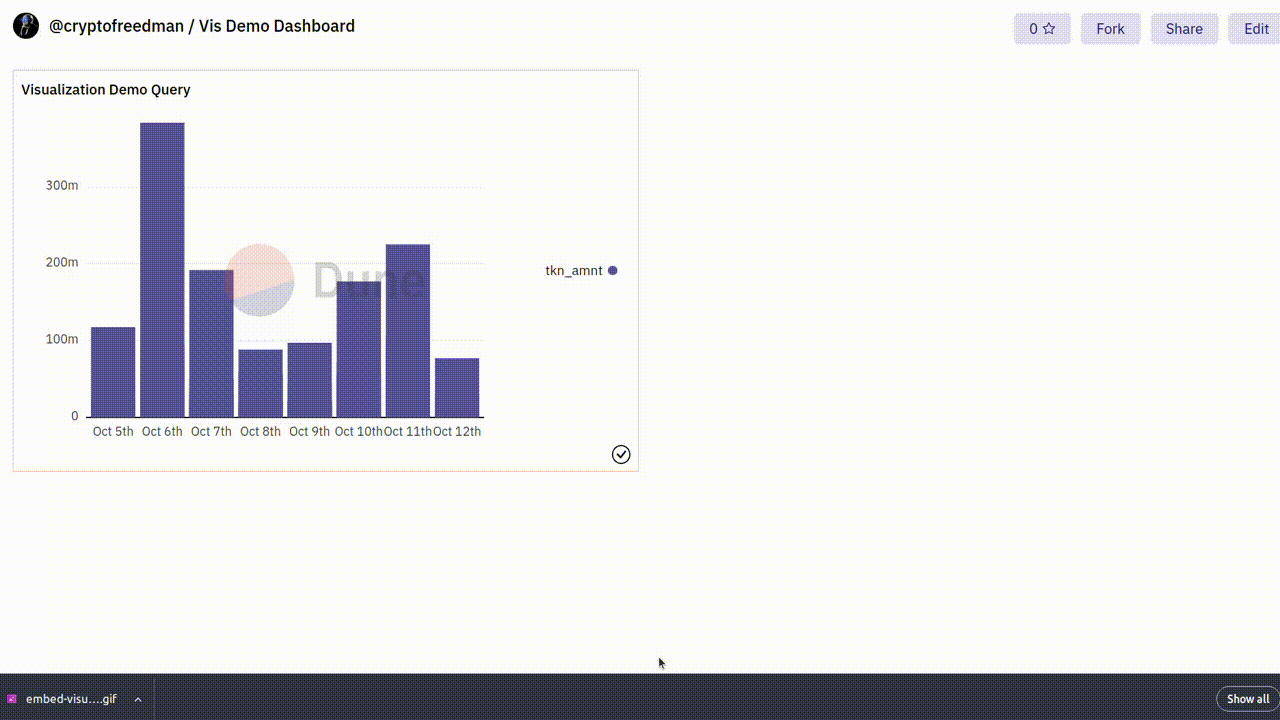 @cryptofreedman / Vis Demo Dashboard
0 Fork Share Edit
Visualization Demo Query
300m
200m
100m
0
Dune
tkn_amnt
Oct 5th Oct 6th Oct 7th Oct 8th Oct 9th Oct 10th Oct 11th Oct 12th
embed-visu....gif
Show all